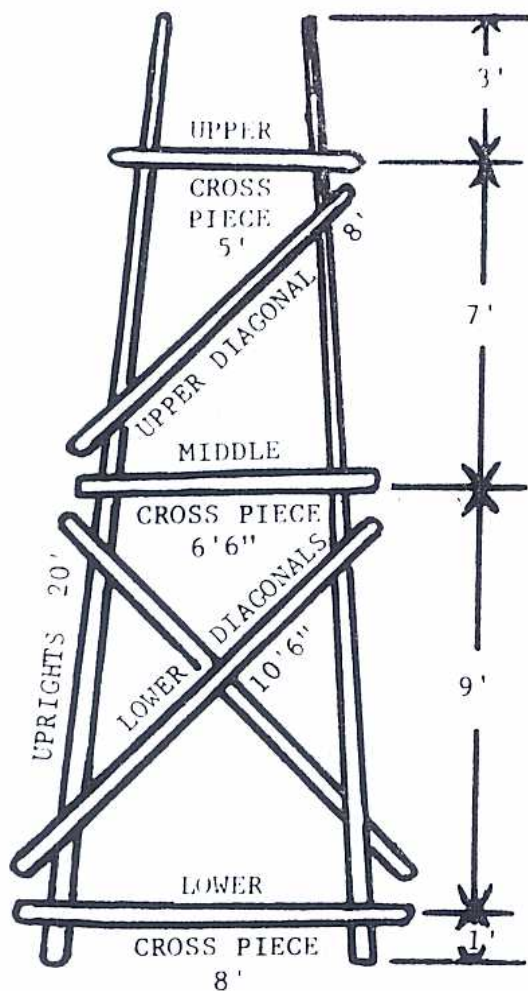 3'
UPPER
CROSS
PIECE
5'
8'
UPPER DIAGONAL
7'
MIDDLE
CROSS PIECE
6'6"
UPRIGHTS 20'
LOWER DIAGONALS
10'6"
9'
LOWER
CROSS PIECE
8'
1'